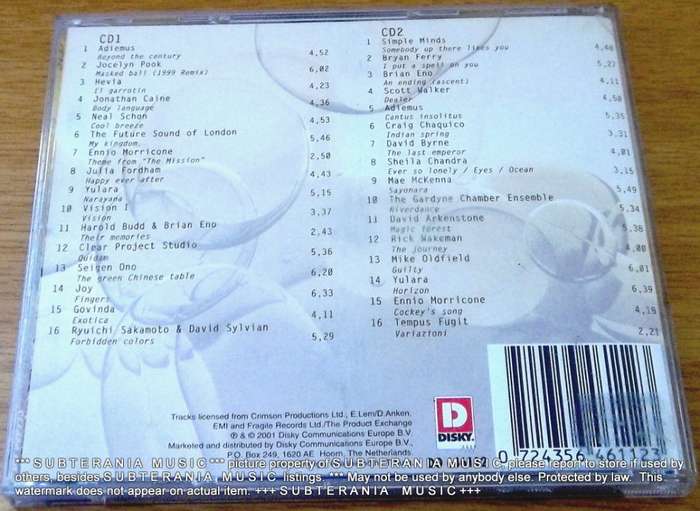 CD1
1 Adiemus
Beyond the century 4,52
2 Jocelyn Pook
Masked ball (1999 Remix) 6,02
3 Hevia
El garrotin 4,23
4 Jonathan Caine
Body language 4,36
5 Neal Schon
Cool breeze 4,53
6 The Future Sound of London
My kingdom. 5,46
7 Ennio Morricone
Theme from "The Mission" 2,50
8 Julia Fordham
Happy ever after 4,43
9 Yulara
Narayana 5,15
10 Vision I
Vision 3,37
11 Harold Budd & Brian Eno
Their memories 2,43
12 Clear Project Studio
Quidam 5,36
13 Seigen Ono
The green Chinese table 6,20
14 Joy
Fingers 6,33
15 Govinda
Exotica 4,11
16 Ryuichi Sakamoto & David Sylvian
Forbidden colors 5,29
CD2
1 Simple Minds
Somebody up there likes you 4,40
2 Bryan Ferry
I put a spell on you 5,27
3 Brian Eno
An ending (ascent) 4,11
4 Scott Walker
Dealer 4,58
5 Adiemus
Cantus insolitus 5,35
6 Craig Chaquico
Indian spring 3,31
7 David Byrne
The last emperor 4,01
8 Sheila Chandra
Ever so lonely / Eyes / Ocean 3,15
9 Mae McKenna
Sayonara 5,49
10 The Gardyne Chamber Ensemble
Riverdance 5,34
11 David Arkenstone
Magic forest 5,38
12 Rick Wakeman
The journey 4,00
13 Mike Oldfield
Guilty 6,01
14 Yulara
Horizon 6,39
15 Ennio Morricone
Cockey's song 4,18
16 Tempus Fugit
Variazioni 2,21
Tracks licensed from Crimson Productions Ltd., E.Lem/D.Anken.
EMI and Fragile Records Ltd./The Product Exchange
℗ & © 2001 Disky Communications Europe B.V.
Marketed and distributed by Disky Communications Europe B.V.
P.O. Box 249, 1620 AE Hoorn, The Netherlands.
D
DISKY.
0 724356 461123
*** SUBTERANIA MUSIC *** picture property of SUBTERANIA MUSIC, please report to store if used by
others, besides SUBTERANIA MUSIC listings *** May not be used by anybody else. Protected by law. This
watermark does not appear on actual item. +++ SUBTERANIA MUSIC +++